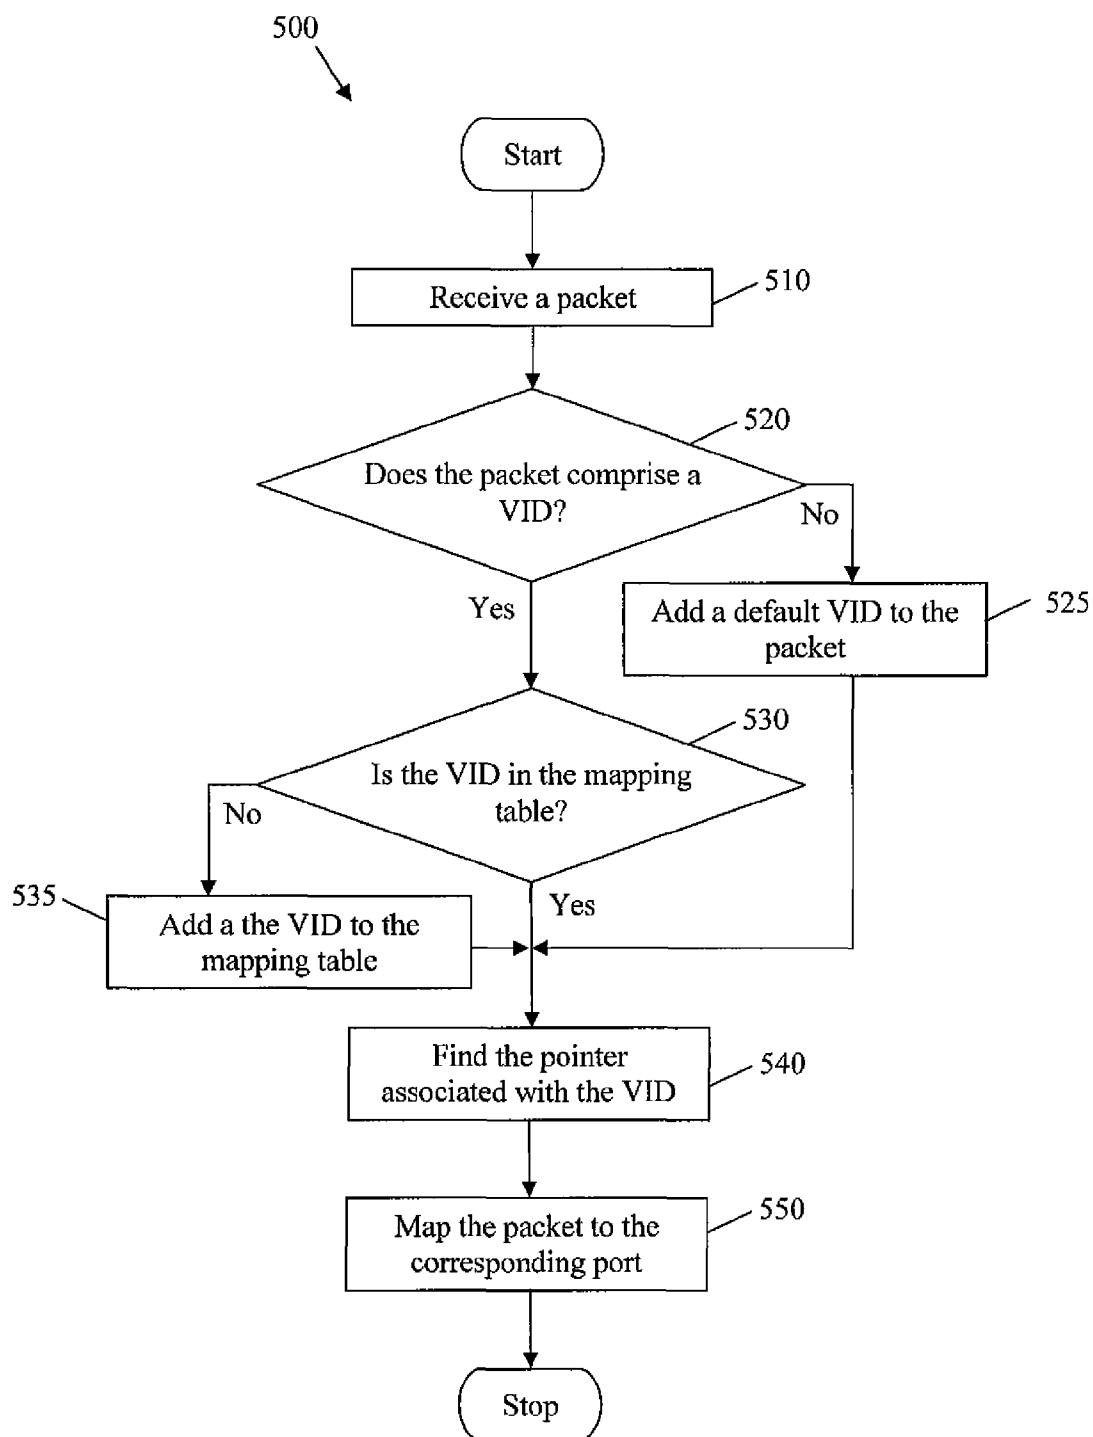 500
Start
Receive a packet
510
520
Does the packet comprise a
VID?
No
Yes
Add a default VID to the
packet
525
530
Is the VID in the mapping
table?
No
Yes
535
Add a the VID to the
mapping table
Find the pointer
associated with the VID
540
Map the packet to the
corresponding port
550
Stop